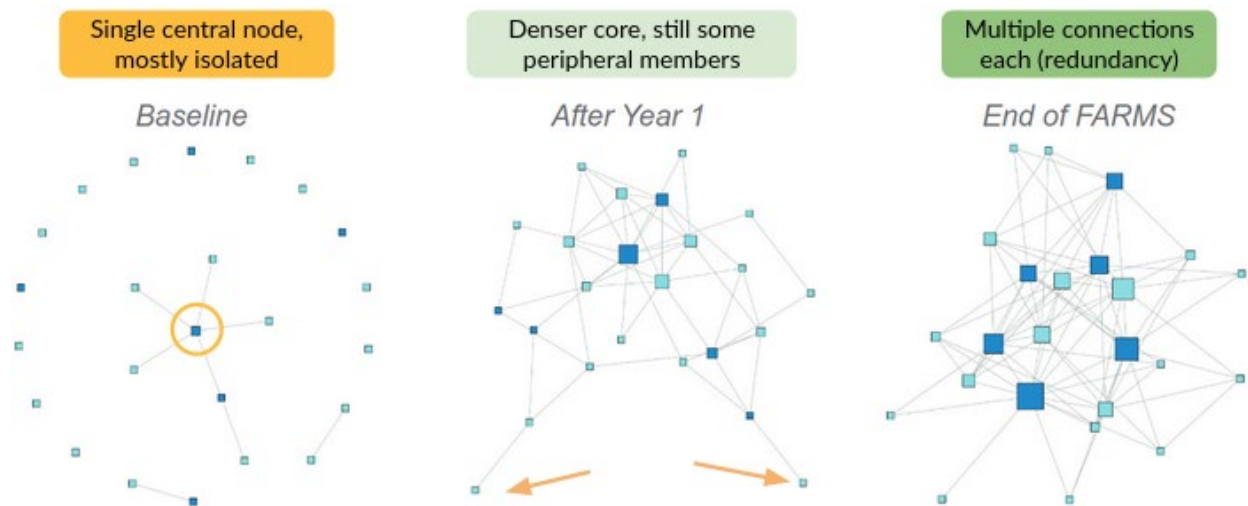 Single central node,
mostly isolated
Denser core, still some
peripheral members
Multiple connections
each (redundancy)
Baseline
After Year 1
End of FARMS